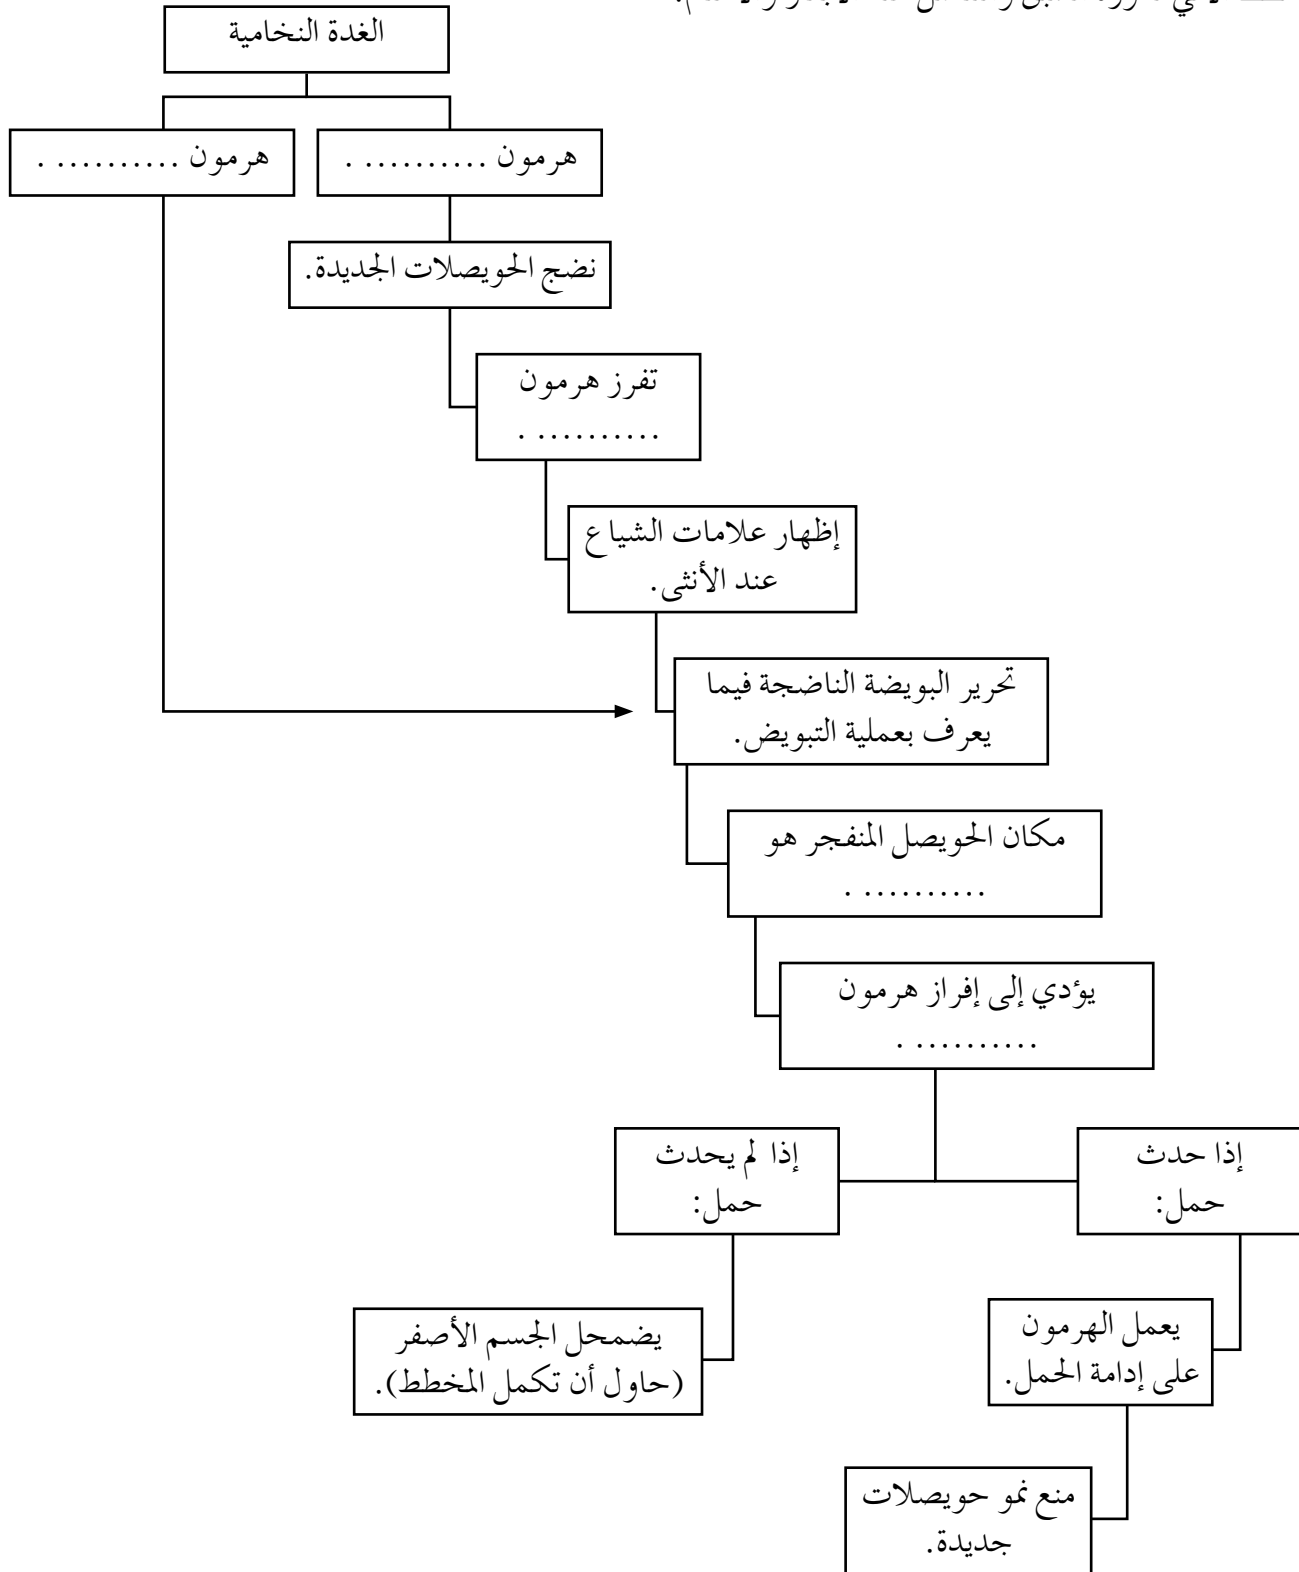 الغدة النخامية
هرمون .......... .
هرمون .......... .
نضج الحويصلات الجديدة.
تفرز هرمون
.......... .
إظهار علامات الشياع
عند الأنثى.
تحرير البويضة الناضجة فيما
يعرف بعملية التبويض.
مكان الحويصل المنفجر هو
.......... .
يؤدي إلى إفراز هرمون
.......... .
إذا حدث
حمل:
إذا لم يحدث
حمل:
يعمل الهرمون
على إدامة الحمل.
يضمحل الجسم الأصفر
(حاول أن تكمل المخطط).
منع نمو حويصلات
جديدة.